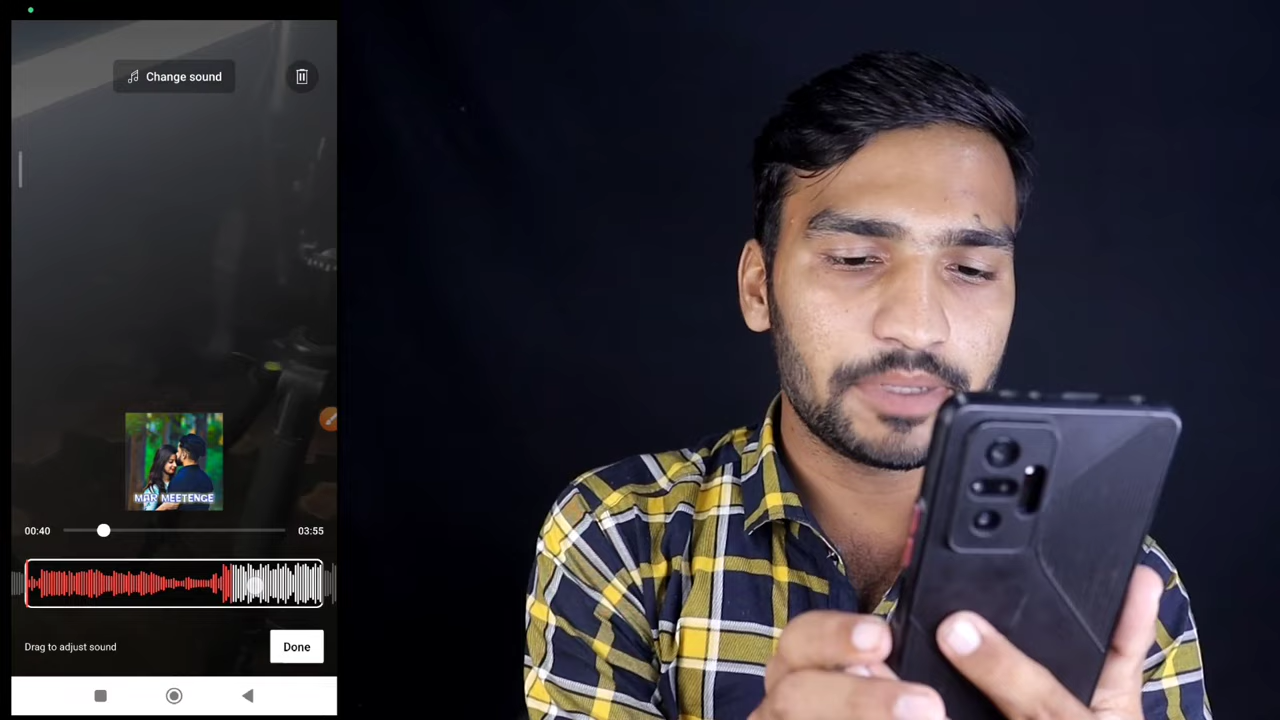 Change sound
MAR MEETENGE
00:40
03:55
Drag to adjust sound
Done